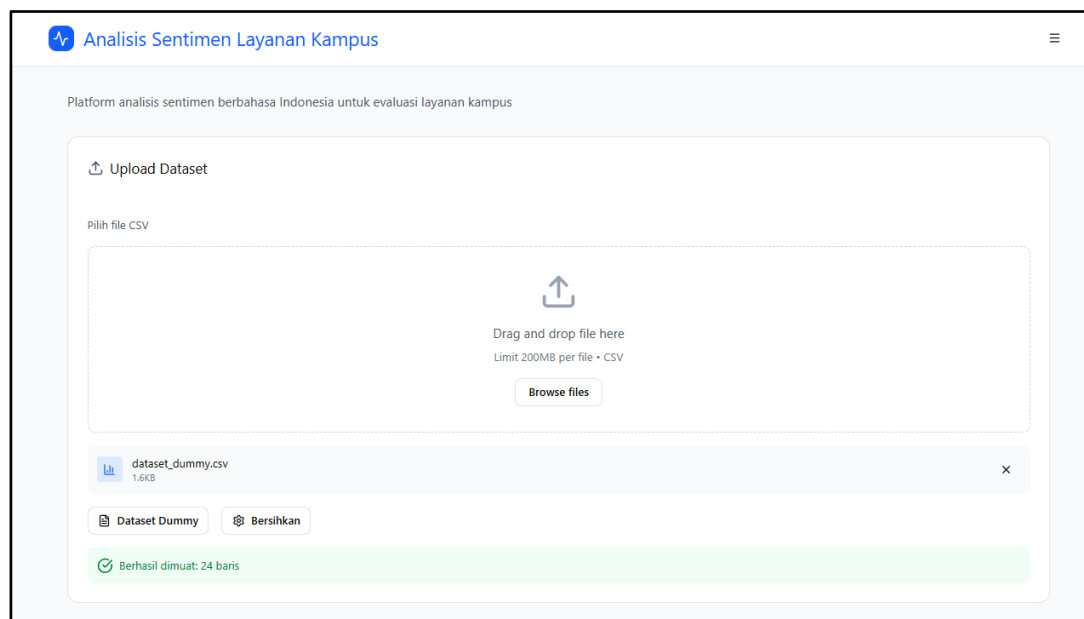 Analisis Sentimen Layanan Kampus
Platform analisis sentimen berbahasa Indonesia untuk evaluasi layanan kampus
Upload Dataset
Pilih file CSV
Drag and drop file here
Limit 200MB per file • CSV
Browse files
dataset_dummy.csv
1.6KB
Dataset Dummy
Bersihkan
Berhasil dimuat: 24 baris